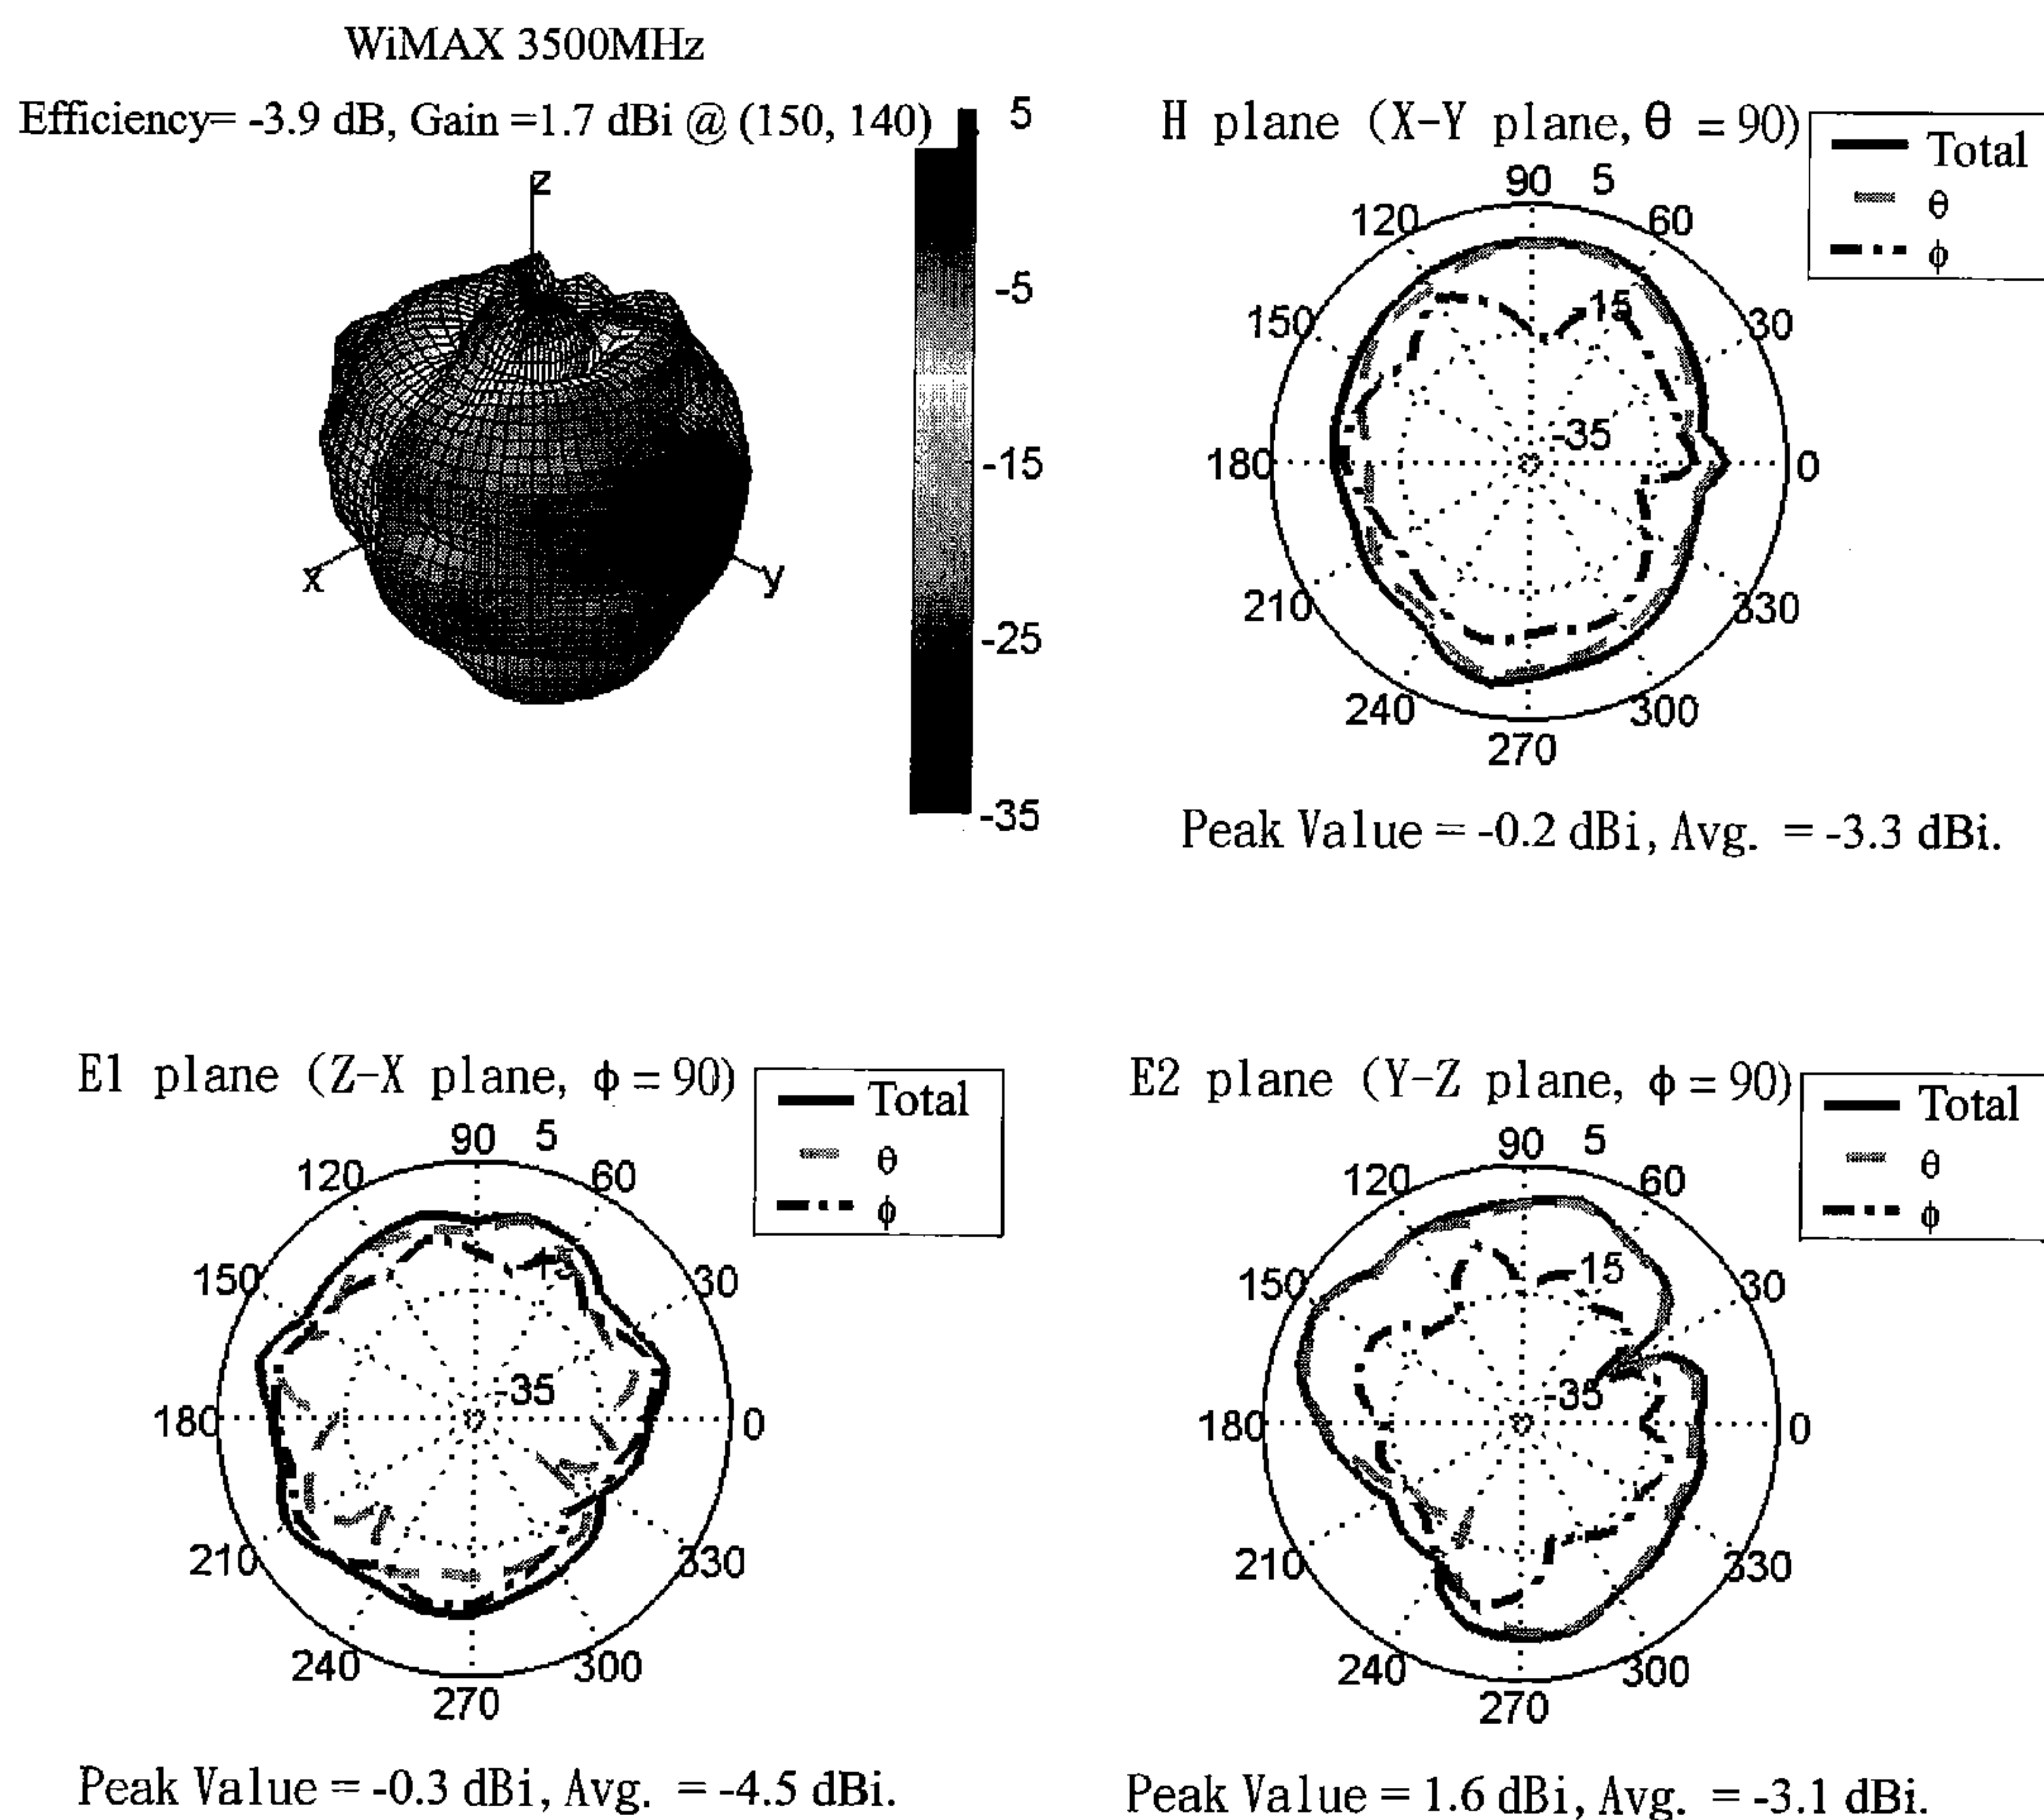 WiMAX 3500MHz
Efficiency= -3.9 dB, Gain =1.7 dBi @ (150, 140)
z
x
y
5
-5
-15
-25
-35
H plane (X-Y plane, θ = 90)
Total
θ
ϕ
90 5
120 60
150 -15 30
-35
180 0
210 330
240 300
270
Peak Value = -0.2 dBi, Avg. = -3.3 dBi.
E1 plane (Z-X plane, ϕ = 90)
Total
θ
ϕ
90 5
120 60
150 -15 30
-35
180 0
210 330
240 300
270
Peak Value = -0.3 dBi, Avg. = -4.5 dBi.
E2 plane (Y-Z plane, ϕ = 90)
Total
θ
ϕ
90 5
120 60
150 -15 30
-35
180 0
210 330
240 300
270
Peak Value = 1.6 dBi, Avg. = -3.1 dBi.